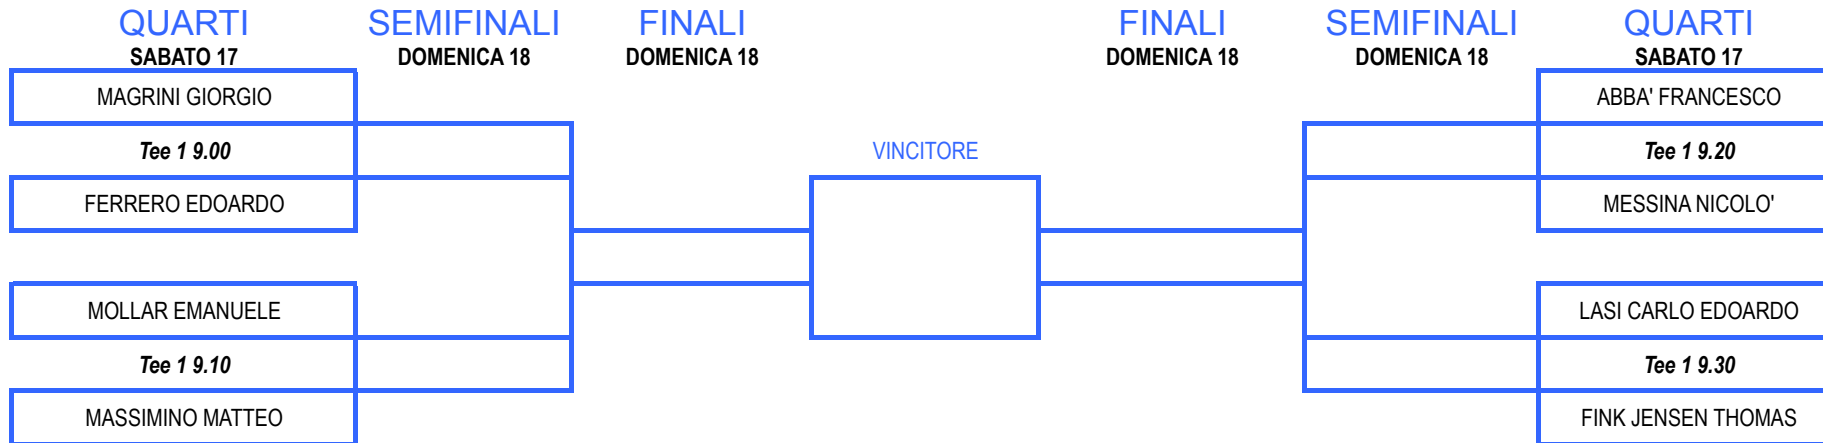 QUARTI SEMIFINALI FINALI FINALI SEMIFINALI QUARTI
SABATO 17 DOMENICA 18 DOMENICA 18 DOMENICA 18 DOMENICA 18 SABATO 17
MAGRINI GIORGIO ABBA' FRANCESCO
Tee 1 9.00 VINCITORE Tee 1 9.20
FERRERO EDOARDO MESSINA NICOLO'
MOLLAR EMANUELE LASI CARLO EDOARDO
Tee 1 9.10 Tee 1 9.30
MASSIMINO MATTEO FINK JENSEN THOMAS